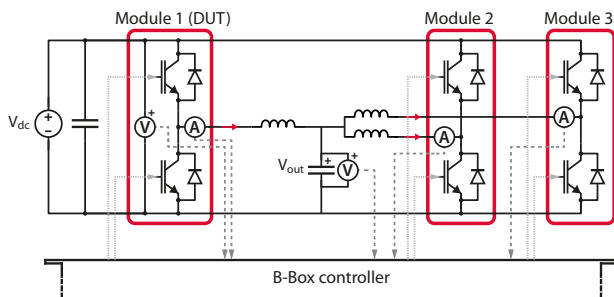 Module 1 (DUT)
Module 2
Module 3
Vdc
+
−
V
+
A
Vout
+
V
+
A
A
B-Box controller